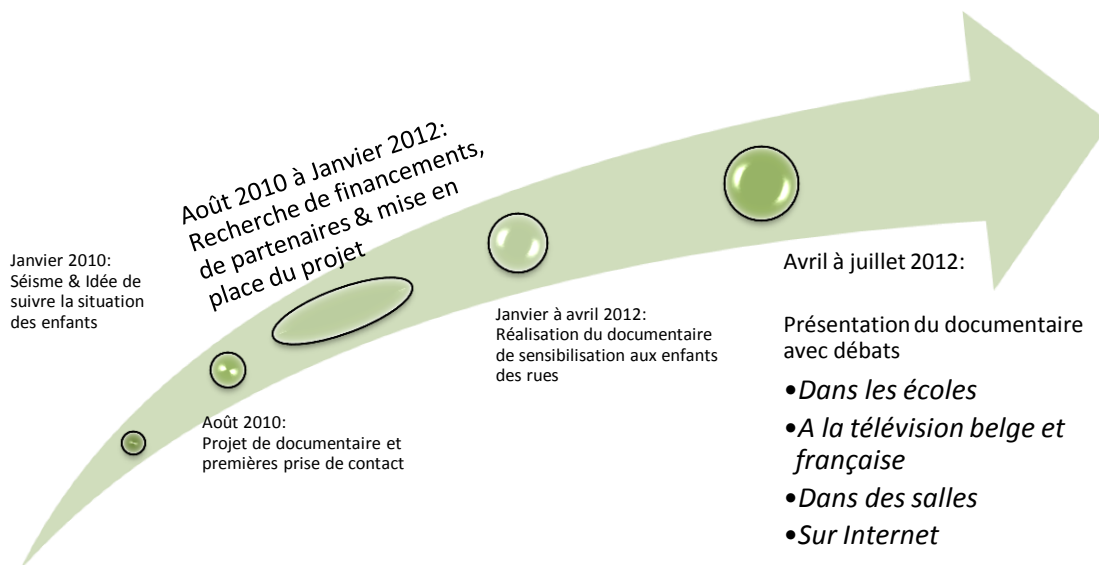 Janvier 2010:
Séisme & Idée de
suivre la situation
des enfants
Août 2010:
Projet de documentaire et
premières prise de contact
Août 2010 à Janvier 2012:
Recherche de financements,
de partenaires & mise en
place du projet
Janvier à avril 2012:
Réalisation du documentaire
de sensibilisation aux enfants
des rues
Avril à juillet 2012:
Présentation du documentaire
avec débats
•Dans les écoles
•A la télévision belge et
française
•Dans des salles
•Sur Internet